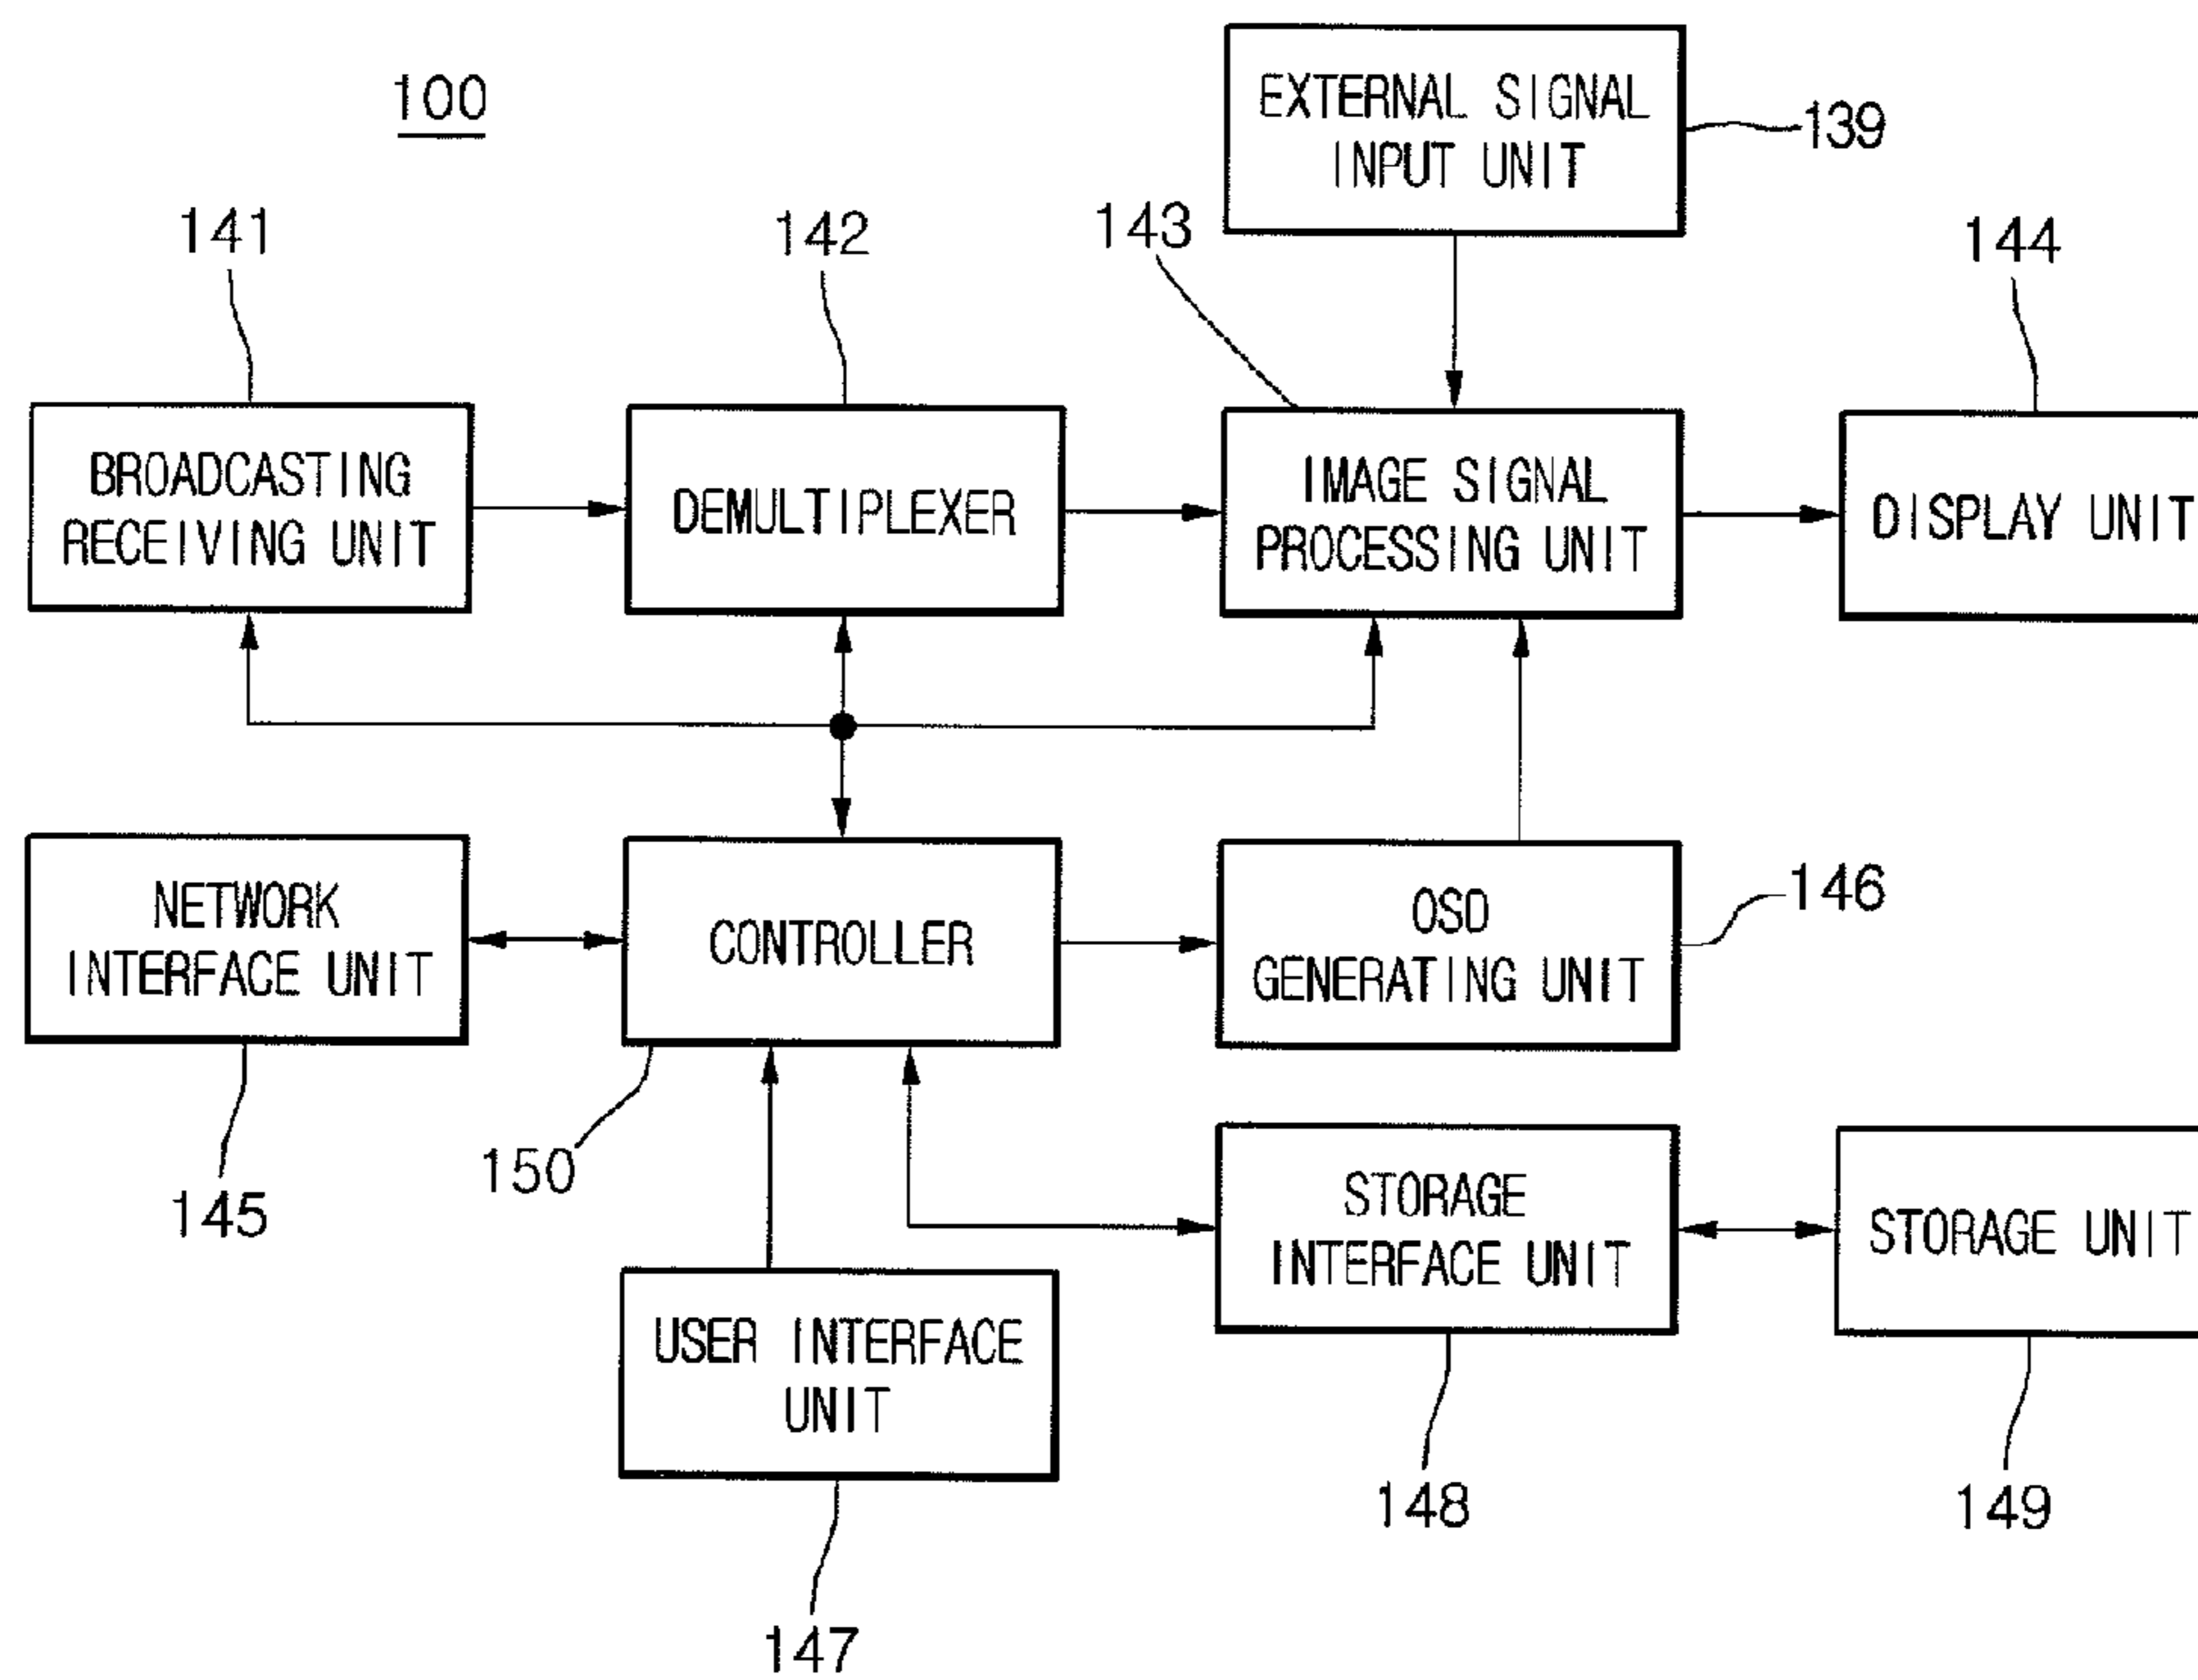 100
EXTERNAL SIGNAL
INPUT UNIT
139
141
142
143
144
BROADCASTING
RECEIVING UNIT
DEMULTIPLEXER
IMAGE SIGNAL
PROCESSING UNIT
DISPLAY UNIT
NETWORK
INTERFACE UNIT
CONTROLLER
OSD
GENERATING UNIT
146
145
150
STORAGE
INTERFACE UNIT
STORAGE UNIT
USER INTERFACE
UNIT
148
149
147